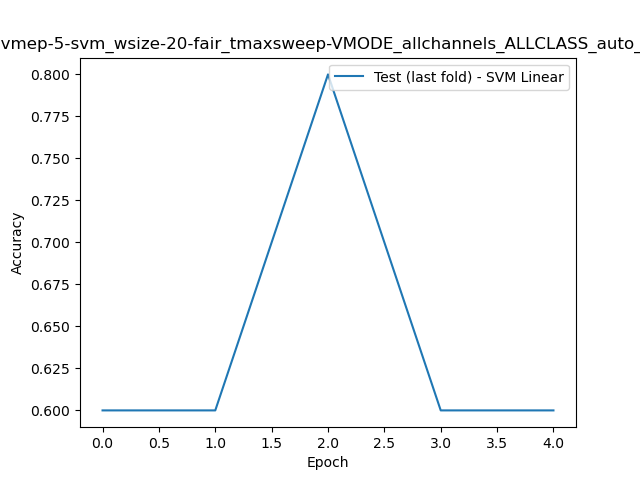 vmep-5-svm_wsize-20-fair_tmaxsweep-VMODE_allchannels_ALLCLASS_auto_
Test (last fold) - SVM Linear
Accuracy
0.800
0.775
0.750
0.725
0.700
0.675
0.650
0.625
0.600
0.0 0.5 1.0 1.5 2.0 2.5 3.0 3.5 4.0
Epoch